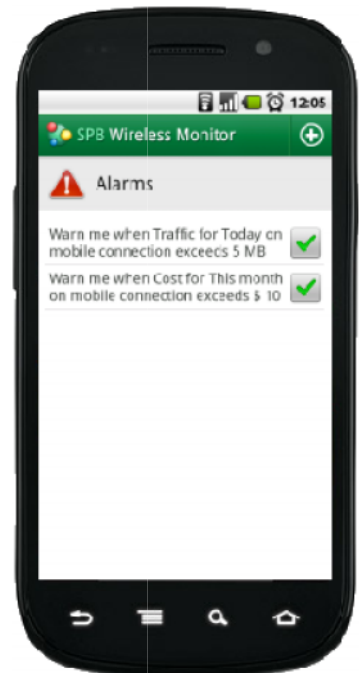 12:05
SPB Wireless Monitor
Alarms
Warn me when Traffic for Today on
mobile connection exceeds 5 MB
Warn me when Cost for This month
on mobile connection exceeds $ 10